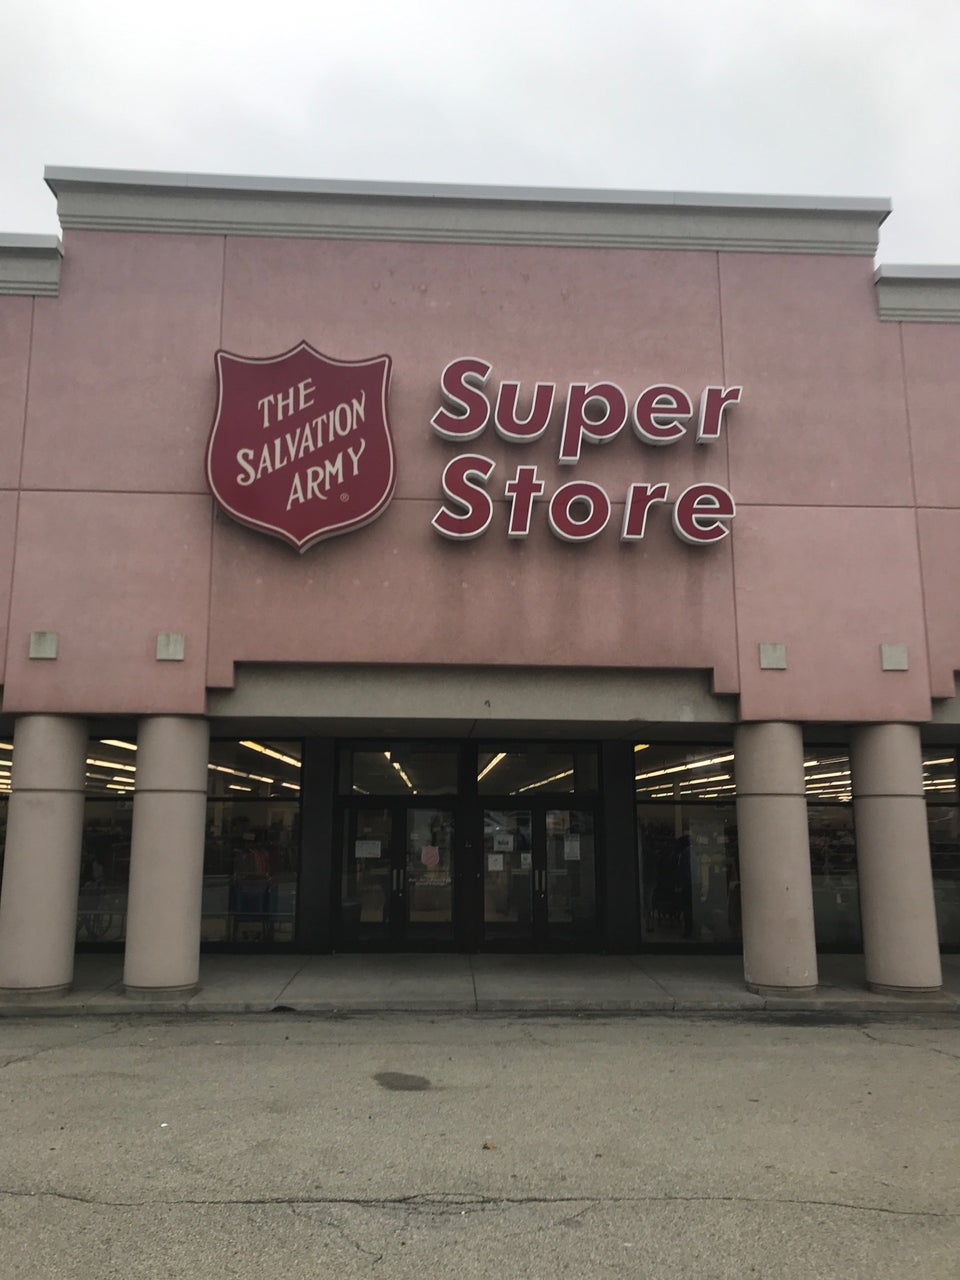 THE
SALVATION
ARMY
®
Super
Store